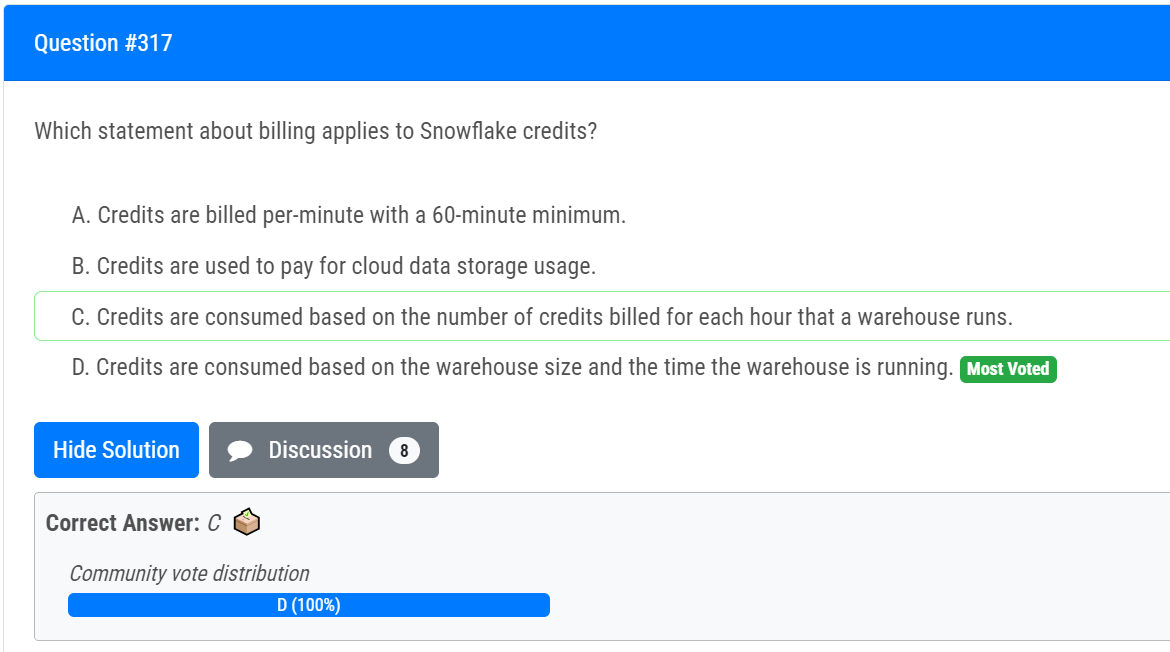 Question #317
Which statement about billing applies to Snowflake credits?
A. Credits are billed per-minute with a 60-minute minimum.
B. Credits are used to pay for cloud data storage usage.
C. Credits are consumed based on the number of credits billed for each hour that a warehouse runs.
D. Credits are consumed based on the warehouse size and the time the warehouse is running. Most Voted
Hide Solution Discussion 8
Correct Answer: C
Community vote distribution
D (100%)